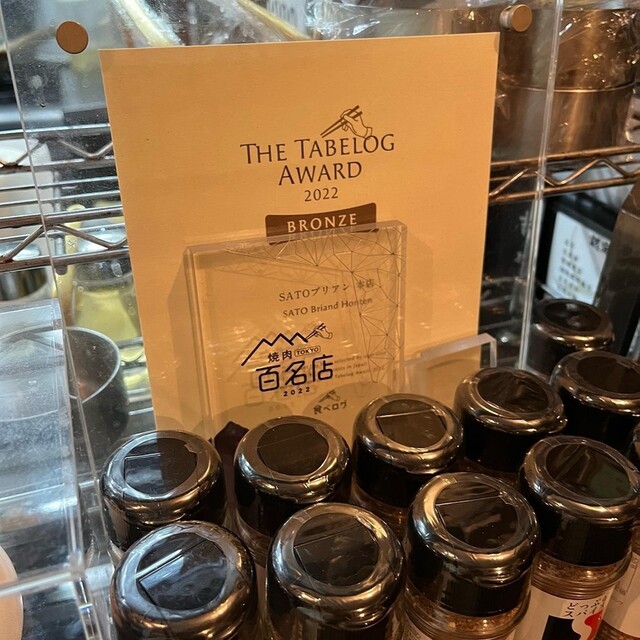 THE TABELOG
AWARD
2022
BRONZE
SATOブリアン 本店
SATO Briand Honten
焼肉 TOKYO
百名店
2022
食べログ